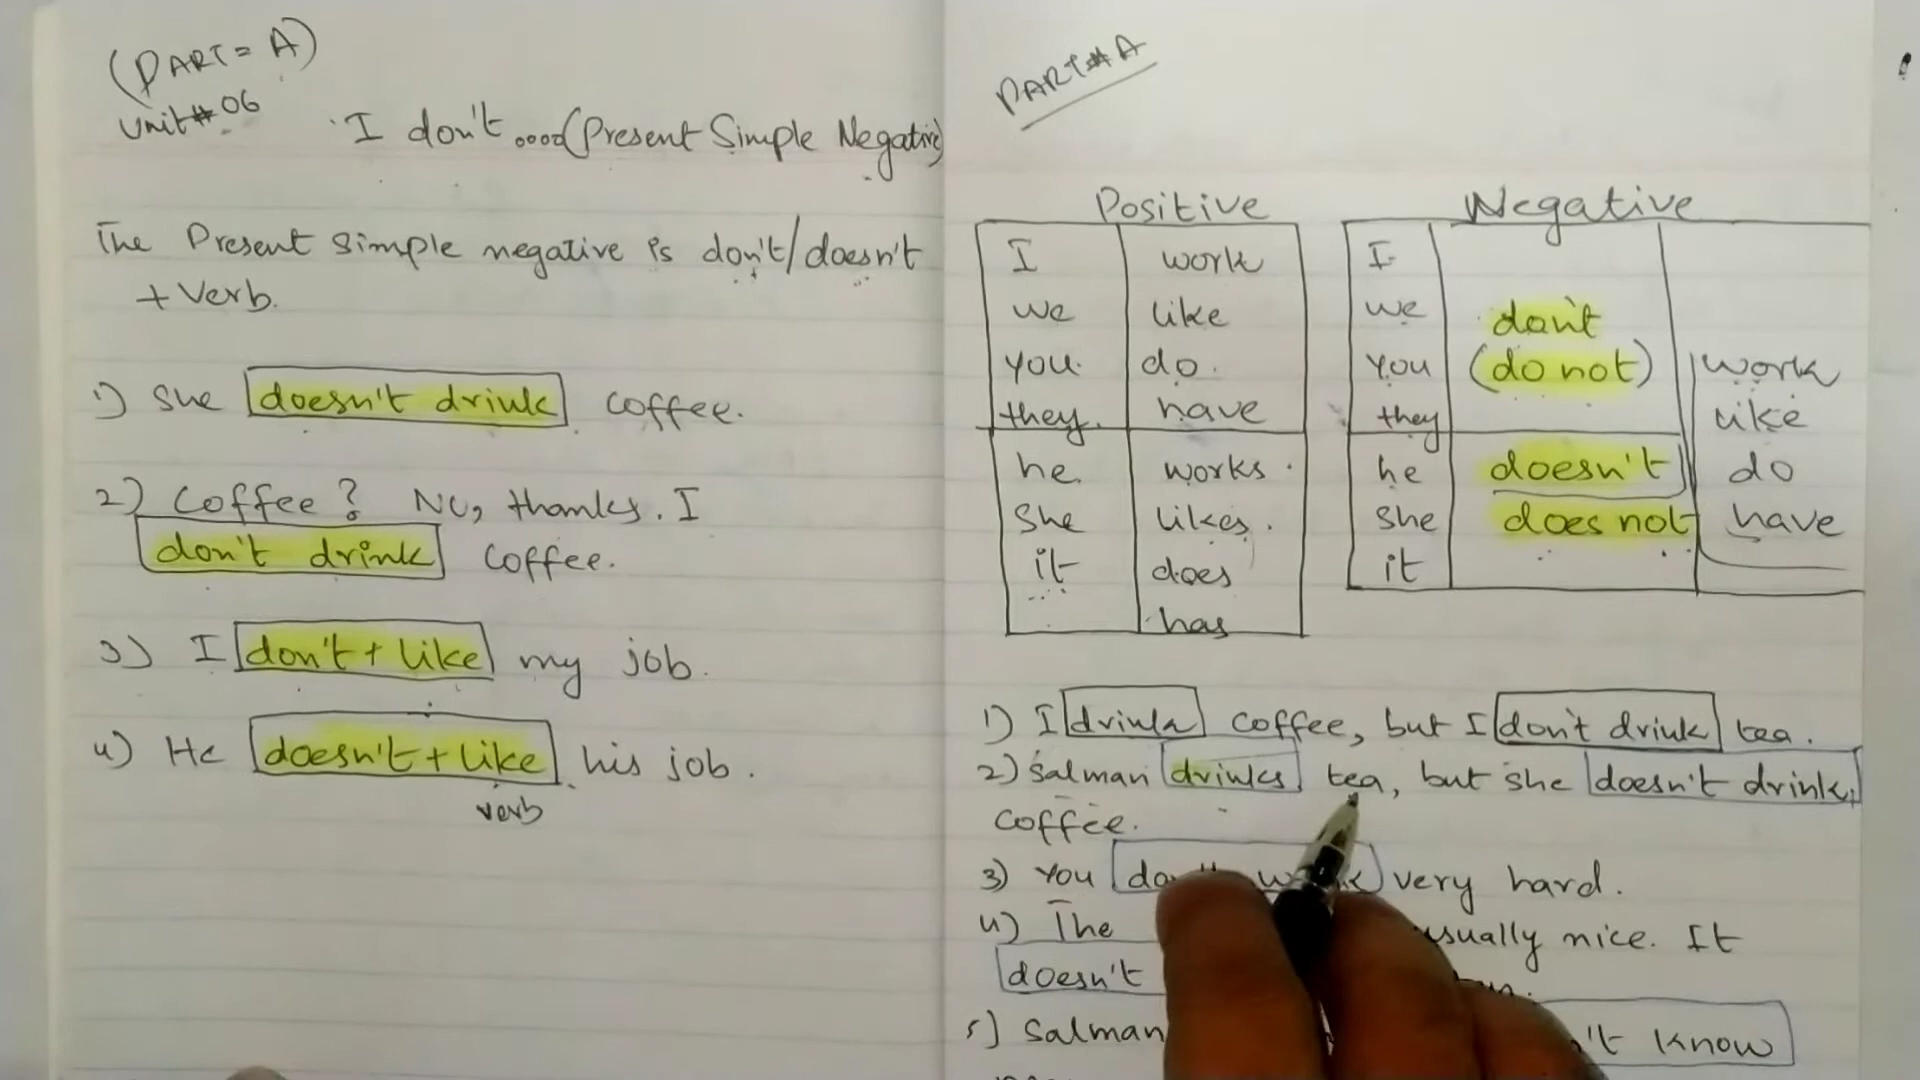 (PART = A)
Unit # 06
I don't ....(Present Simple Negative)
The Present simple negative is don't/doesn't
+ Verb.
1) She doesn't drink coffee.
2) Coffee? No, thanks. I
don't drink coffee.
3) I don't + like my job.
4) He doesn't + like his job.
verb
PART # A
Positive
I work
we like
you do
they have
he works
She likes
it does
has
Negative
I
we don't
you (do not) work
they like
he doesn't do
She does not have
it
1) I drink coffee, but I don't drink tea.
2) Salman drinks tea, but she doesn't drink
coffee.
3) You very hard.
4) The usually nice. It
doesn't
5) Salman 't know